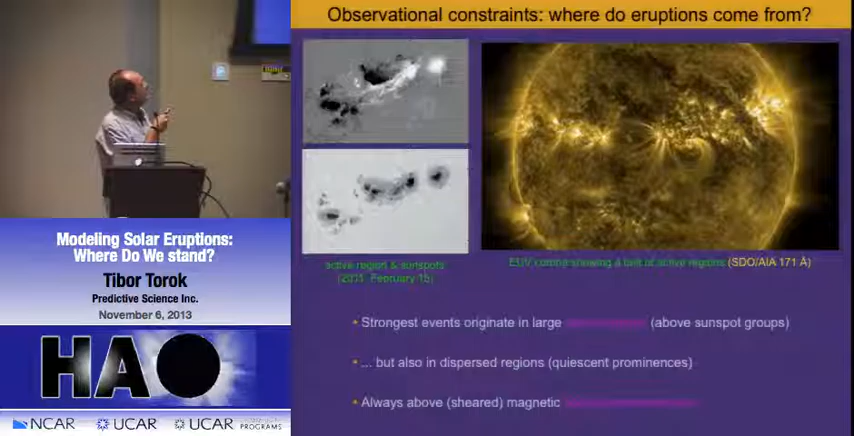 Observational constraints: where do eruptions come from?
active region & sunspots
(2011 February 15)
EUV corona showing a belt of active regions (SDO/AIA 171 Å)
• Strongest events originate in large (above sunspot groups)
• ... but also in dispersed regions (quiescent prominences)
• Always above (sheared) magnetic
Modeling Solar Eruptions:
Where Do We stand?
Tibor Torok
Predictive Science Inc.
November 6, 2013
HAO
NCAR UCAR UCAR
PROGRAMS